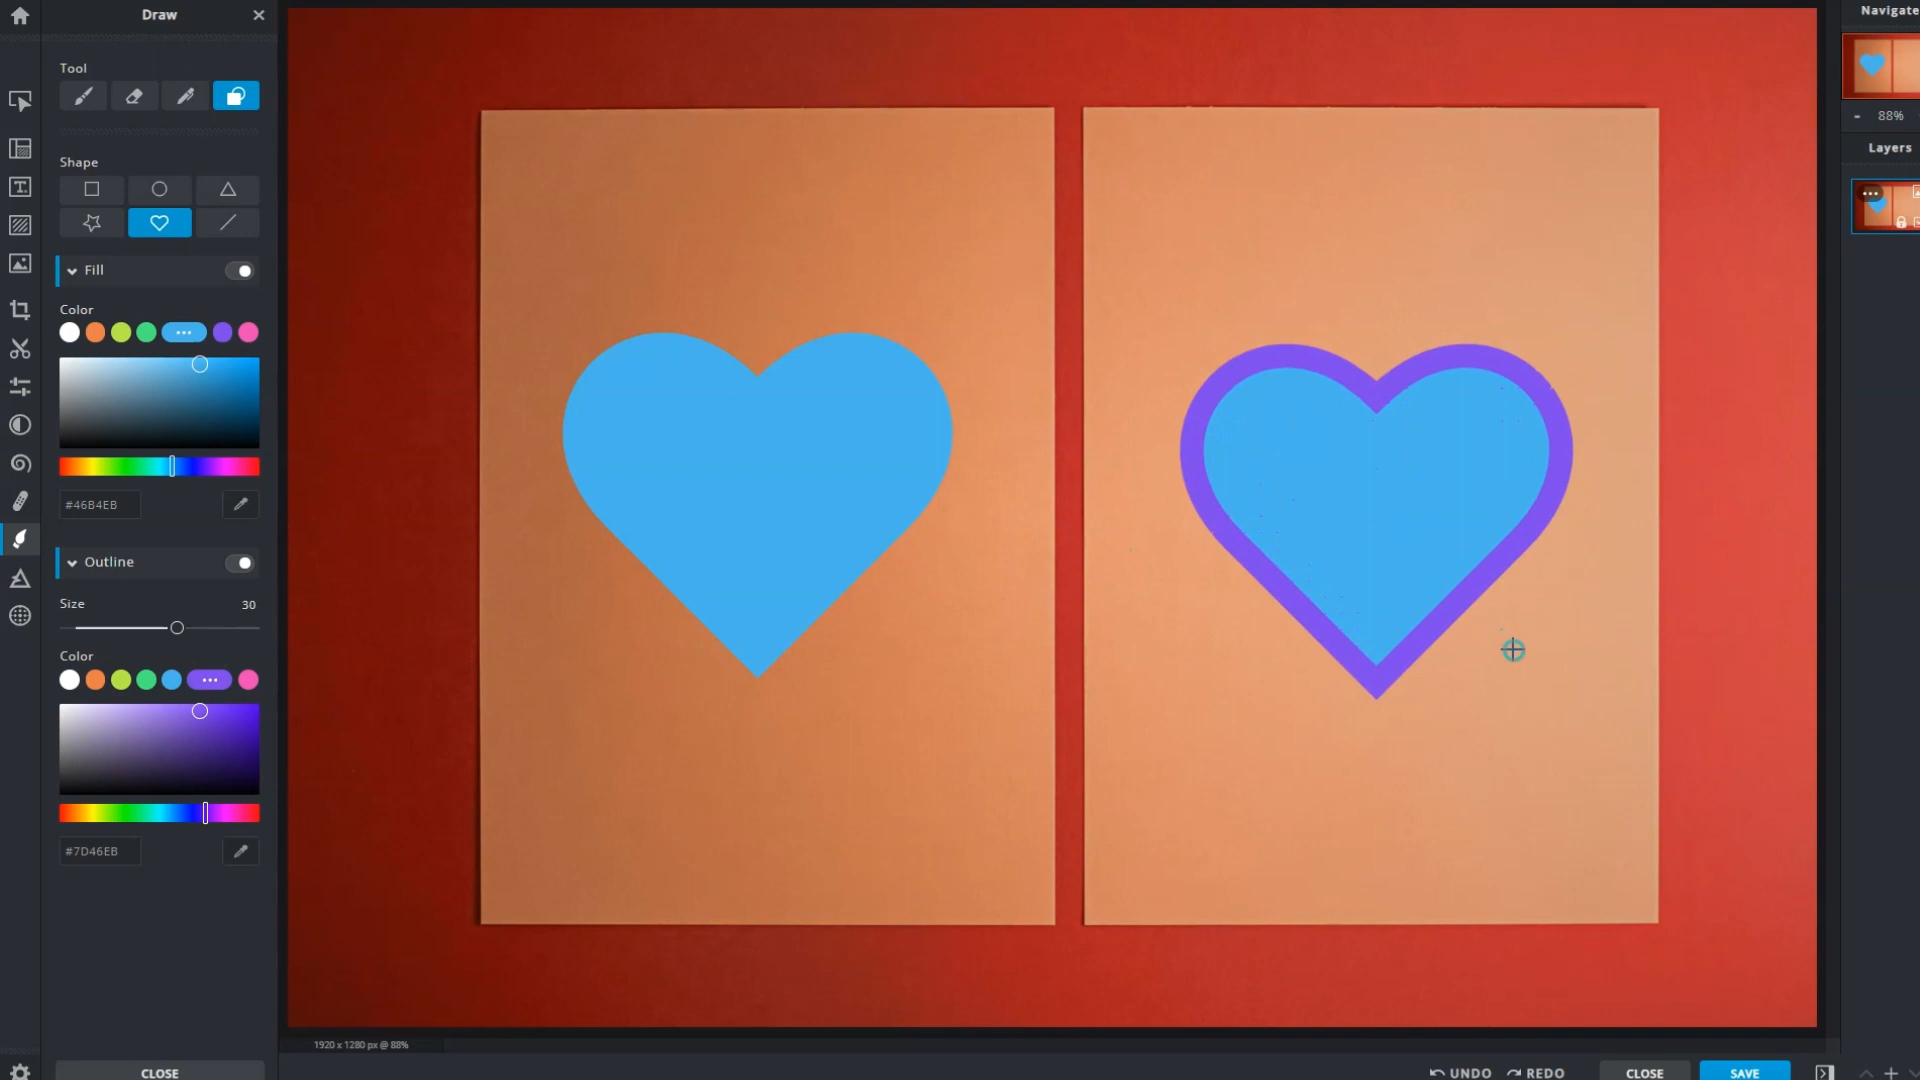 Draw
Tool
Shape
Fill
Color
#46B4EB
Outline
Size 30
Color
#7D46EB
CLOSE
1920 x 1280 px @ 88%
UNDO REDO CLOSE SAVE
Navigate
88%
Layers